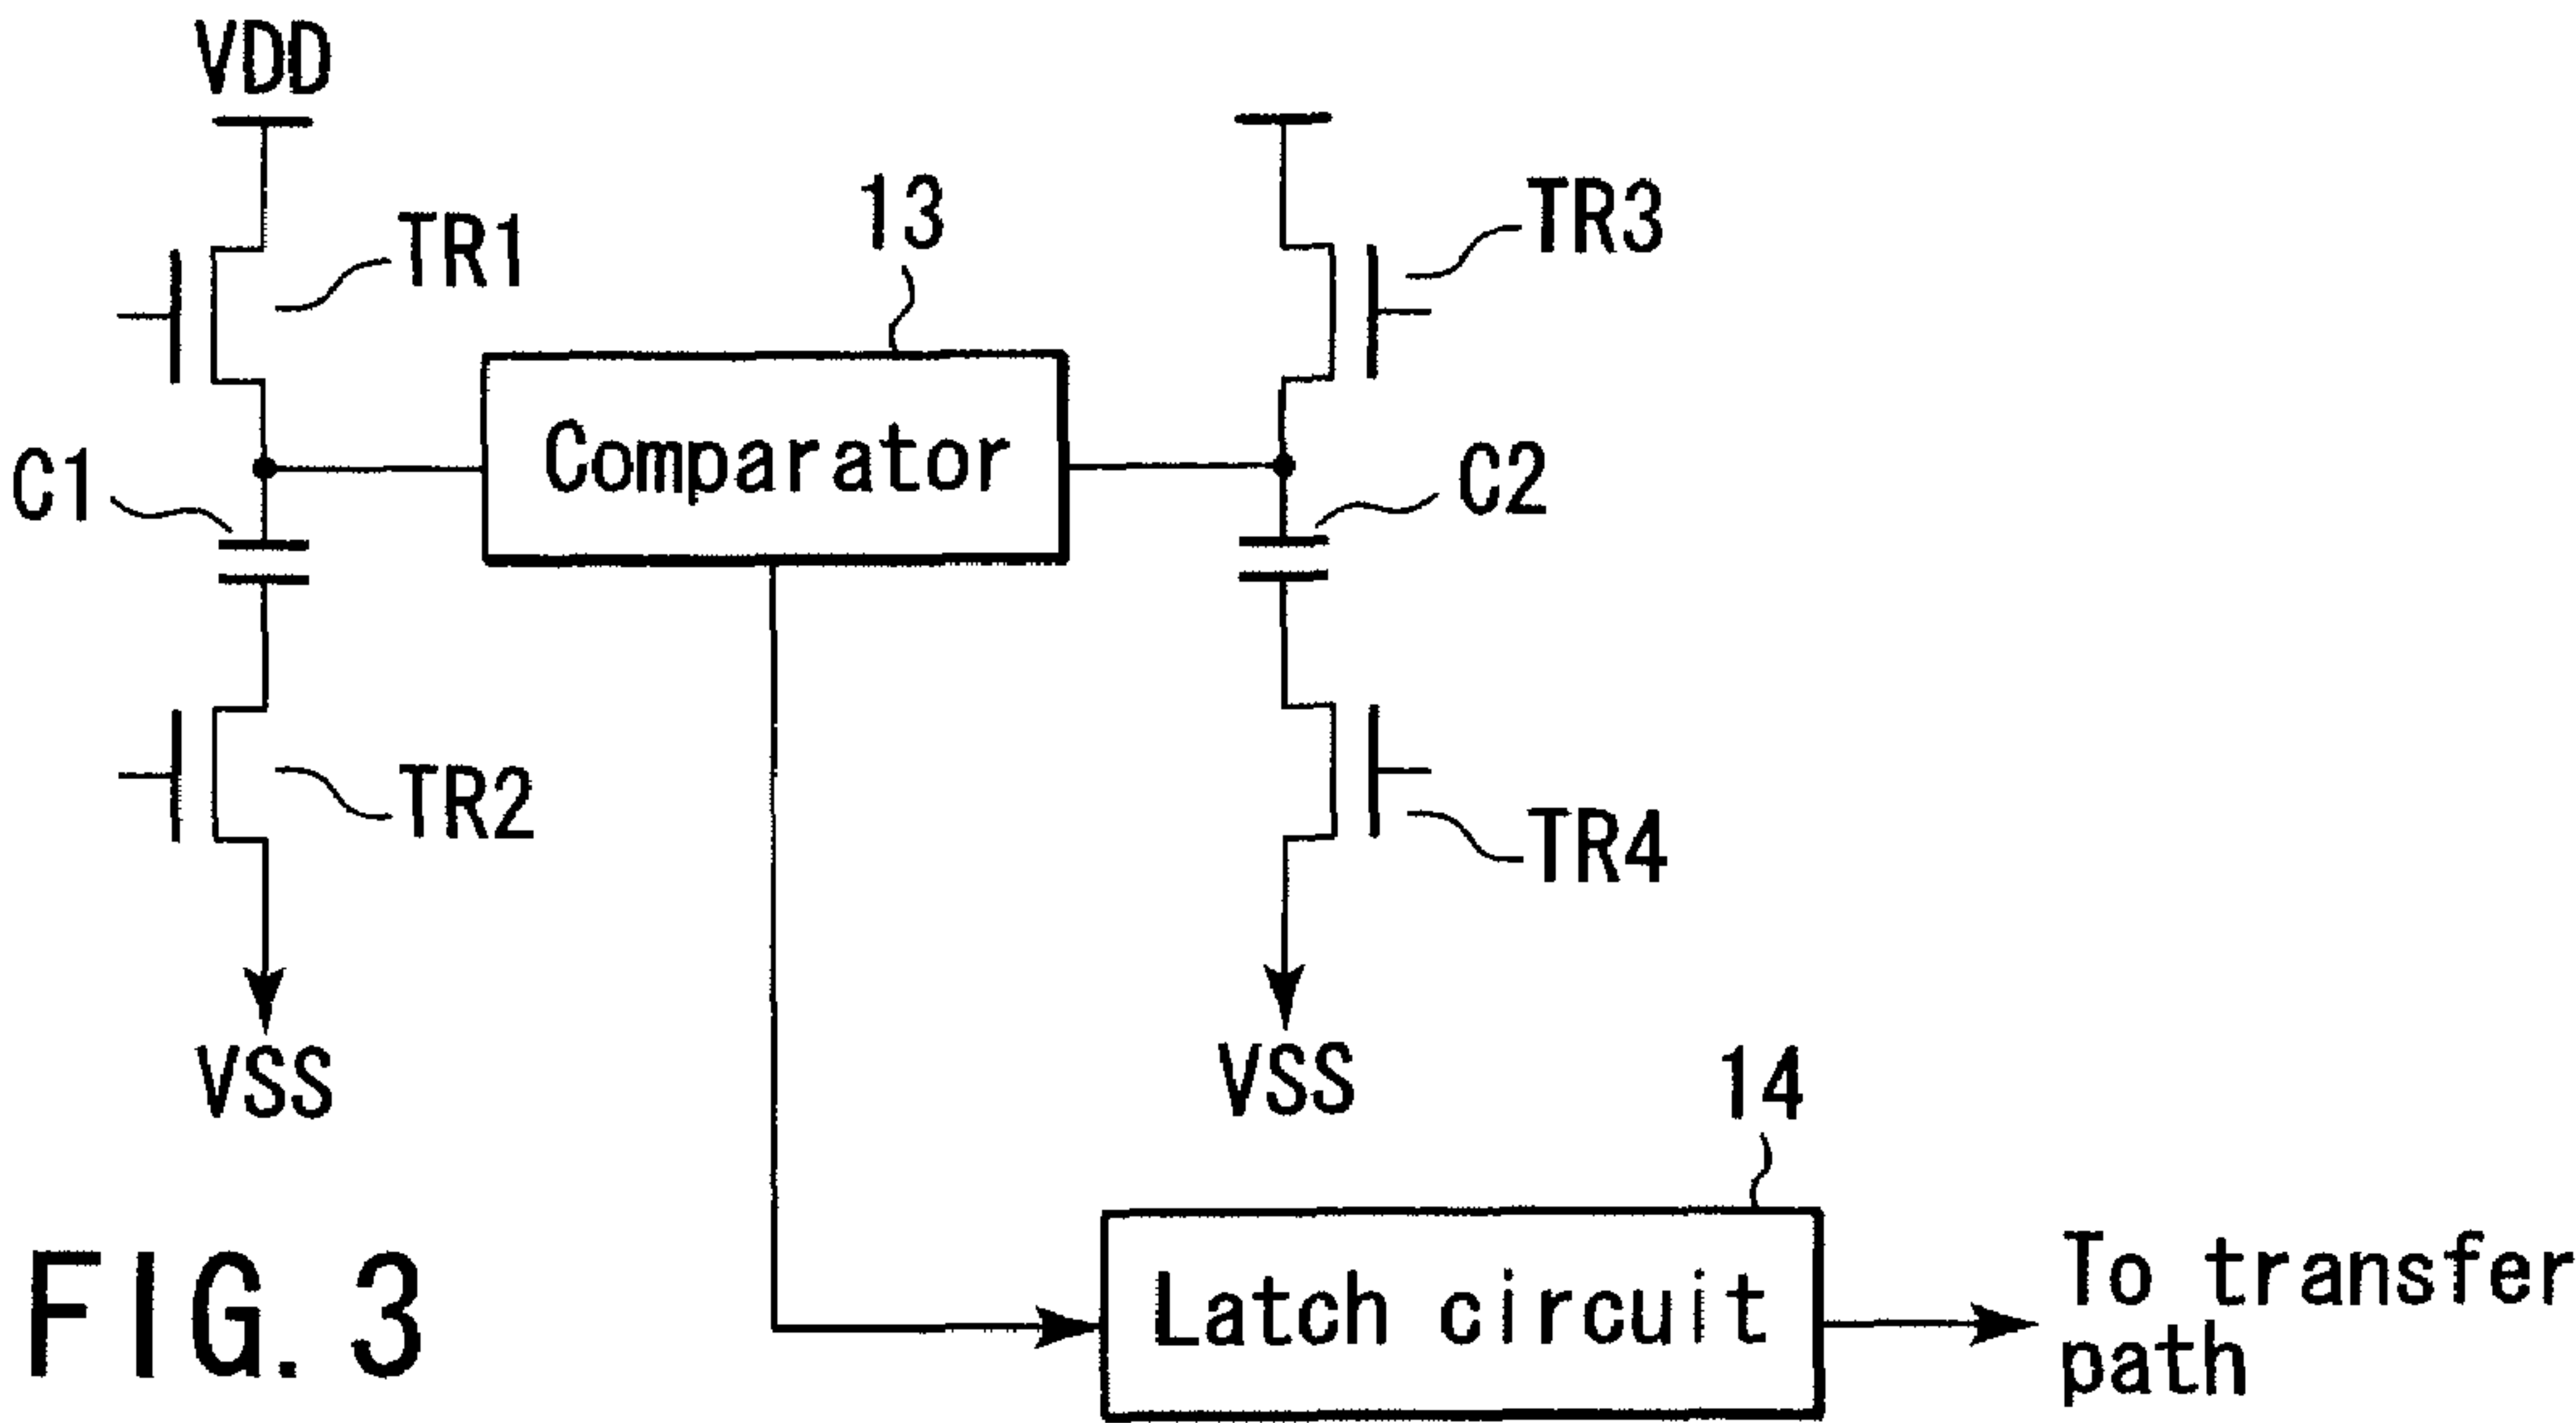 VDD
TR1
13
TR3
C1
Comparator
C2
TR2
TR4
VSS
VSS
14
FIG. 3
Latch circuit
To transfer
path